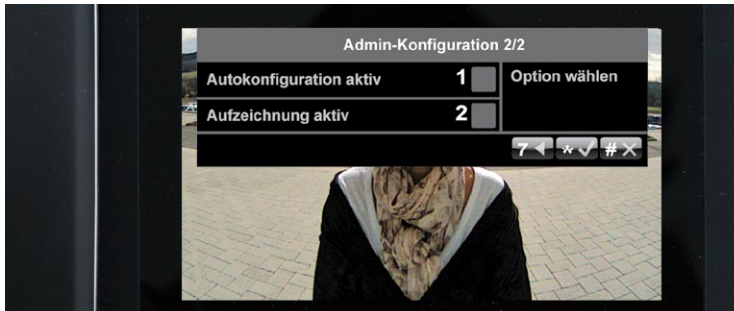 Admin-Konfiguration 2/2
Autokonfiguration aktiv 1
Option wählen
Aufzeichnung aktiv 2
7 * #